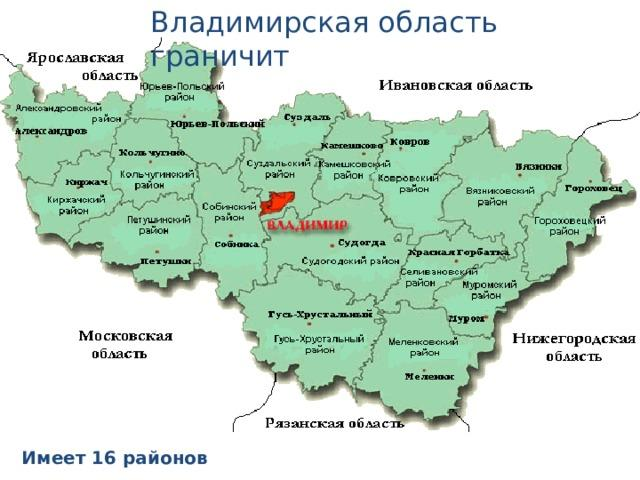 Владимирская область
граничит
Ярославская
область
Ивановская область
Юрьев-Польский
район
Александровский
район
Александров
Юрьев-Польский
Суздаль
Камешково
Ковров
Кольчугино
Кольчугинский
район
Суздальский
район
Камешковский
район
Ковровский
район
Вязники
Вязниковский
район
Гороховец
Гороховецкий
район
Киржач
Киржачский
район
Петушинский
район
Петушки
Собинский
район
Собинка
ВЛАДИМИР
Судогда
Судогодский район
Красная Горбатка
Селивановский
район
Муромский
район
Муром
Гусь-Хрустальный
Гусь-Хрустальный
район
Меленковский
район
Меленки
Московская
область
Нижегородская
область
Рязанская область
Имеет 16 районов